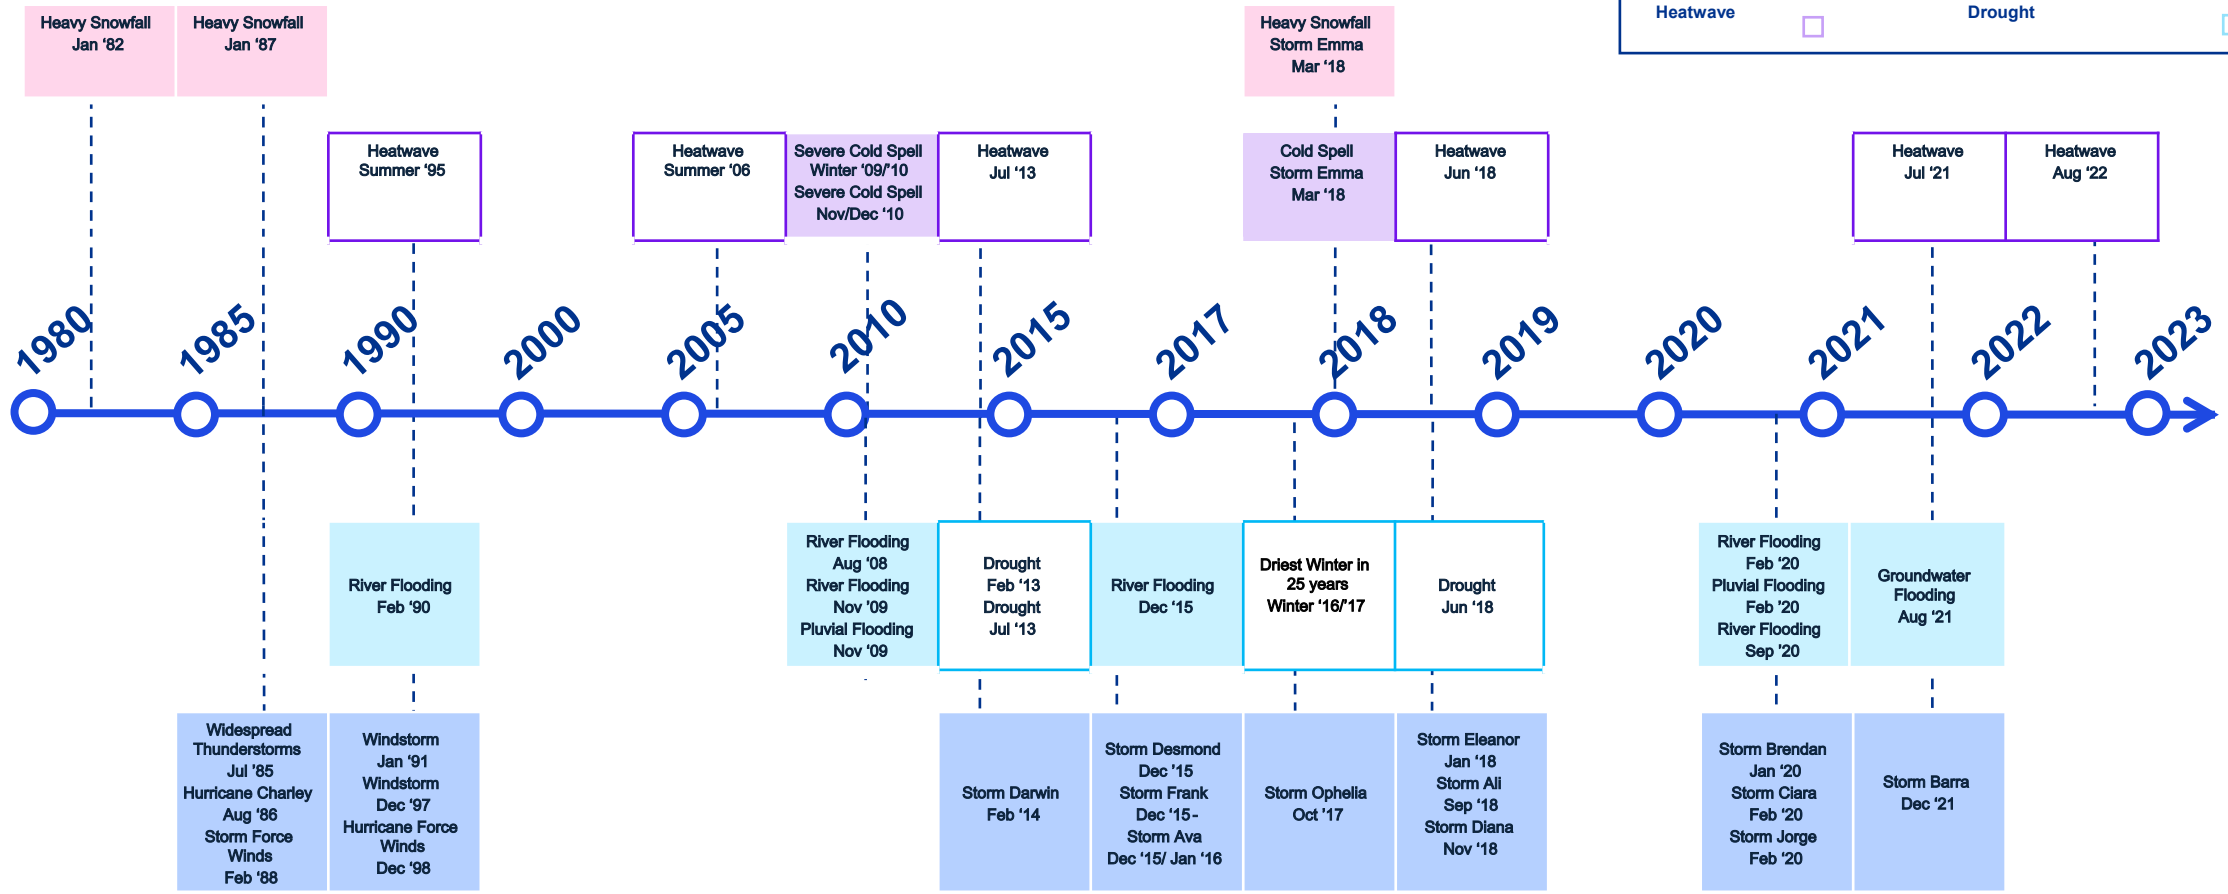 Heavy Snowfall
Jan ‘82
Heavy Snowfall
Jan ‘87
Heavy Snowfall
Storm Emma
Mar ‘18
Heatwave
Drought
Heatwave
Summer ‘95
Heatwave
Summer ‘06
Severe Cold Spell
Winter ‘09/’10
Severe Cold Spell
Nov/Dec ‘10
Heatwave
Jul ‘13
Cold Spell
Storm Emma
Mar ‘18
Heatwave
Jun ‘18
Heatwave
Jul ‘21
Heatwave
Aug ‘22
1980
1985
1990
2000
2005
2010
2015
2017
2018
2019
2020
2021
2022
2023
River Flooding
Feb ‘90
River Flooding
Aug ‘08
River Flooding
Nov ’09
Pluvial Flooding
Nov ‘09
Drought
Feb ‘13
Drought
Jul ‘13
River Flooding
Dec ‘15
Driest Winter in
25 years
Winter ‘16/’17
Drought
Jun ‘18
River Flooding
Feb ‘20
Pluvial Flooding
Feb ‘20
River Flooding
Sep ‘20
Groundwater
Flooding
Aug ‘21
Widespread
Thunderstorms
Jul ’85
Hurricane Charley
Aug ‘86
Storm Force
Winds
Feb ‘88
Windstorm
Jan ‘91
Windstorm
Dec ‘97
Hurricane Force
Winds
Dec ‘98
Storm Darwin
Feb ‘14
Storm Desmond
Dec ‘15
Storm Frank
Dec ‘15-
Storm Ava
Dec ‘15/ Jan ‘16
Storm Ophelia
Oct ‘17
Storm Eleanor
Jan ‘18
Storm Ali
Sep ‘18
Storm Diana
Nov ‘18
Storm Brendan
Jan ‘20
Storm Ciara
Feb ‘20
Storm Jorge
Feb ‘20
Storm Barra
Dec ‘21